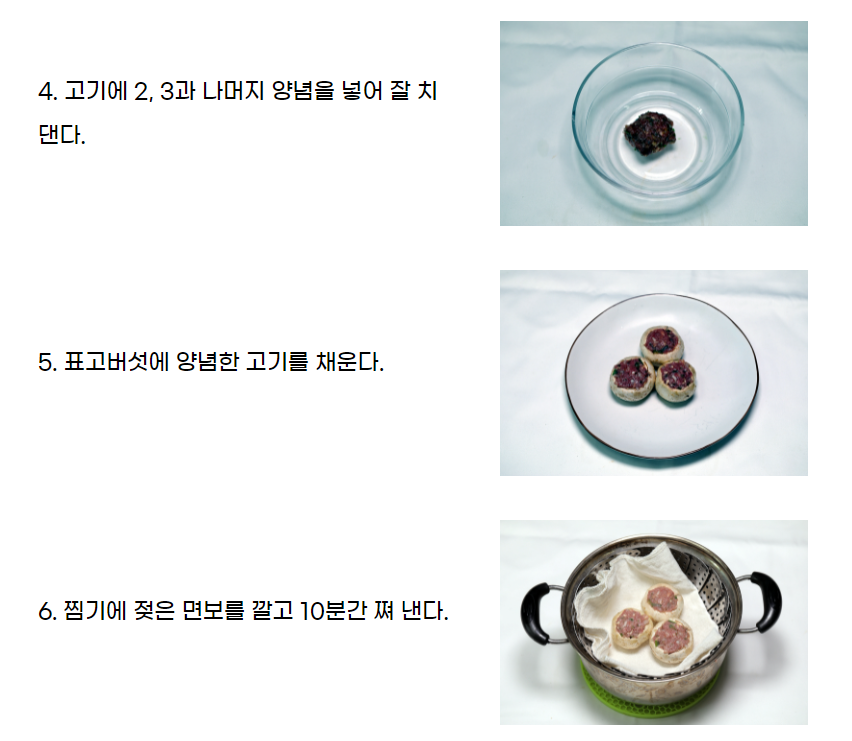 4. 고기에 2, 3과 나머지 양념을 넣어 잘 치
댄다.
5. 표고버섯에 양념한 고기를 채운다.
6. 찜기에 젖은 면보를 깔고 10분간 쪄 낸다.